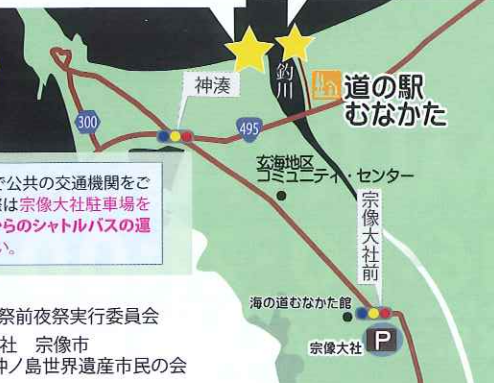 釣川
神湊
道の駅
むなかた
300
495
玄海地区
コミュニティ・センター
で公共の交通機関をご
は宗像大社駐車場を
からのシャトルバスの運
い。
宗像大社前
海の道むなかた館
宗像大社
P
祭前夜祭実行委員会
社 宗像市
沖ノ島世界遺産市民の会